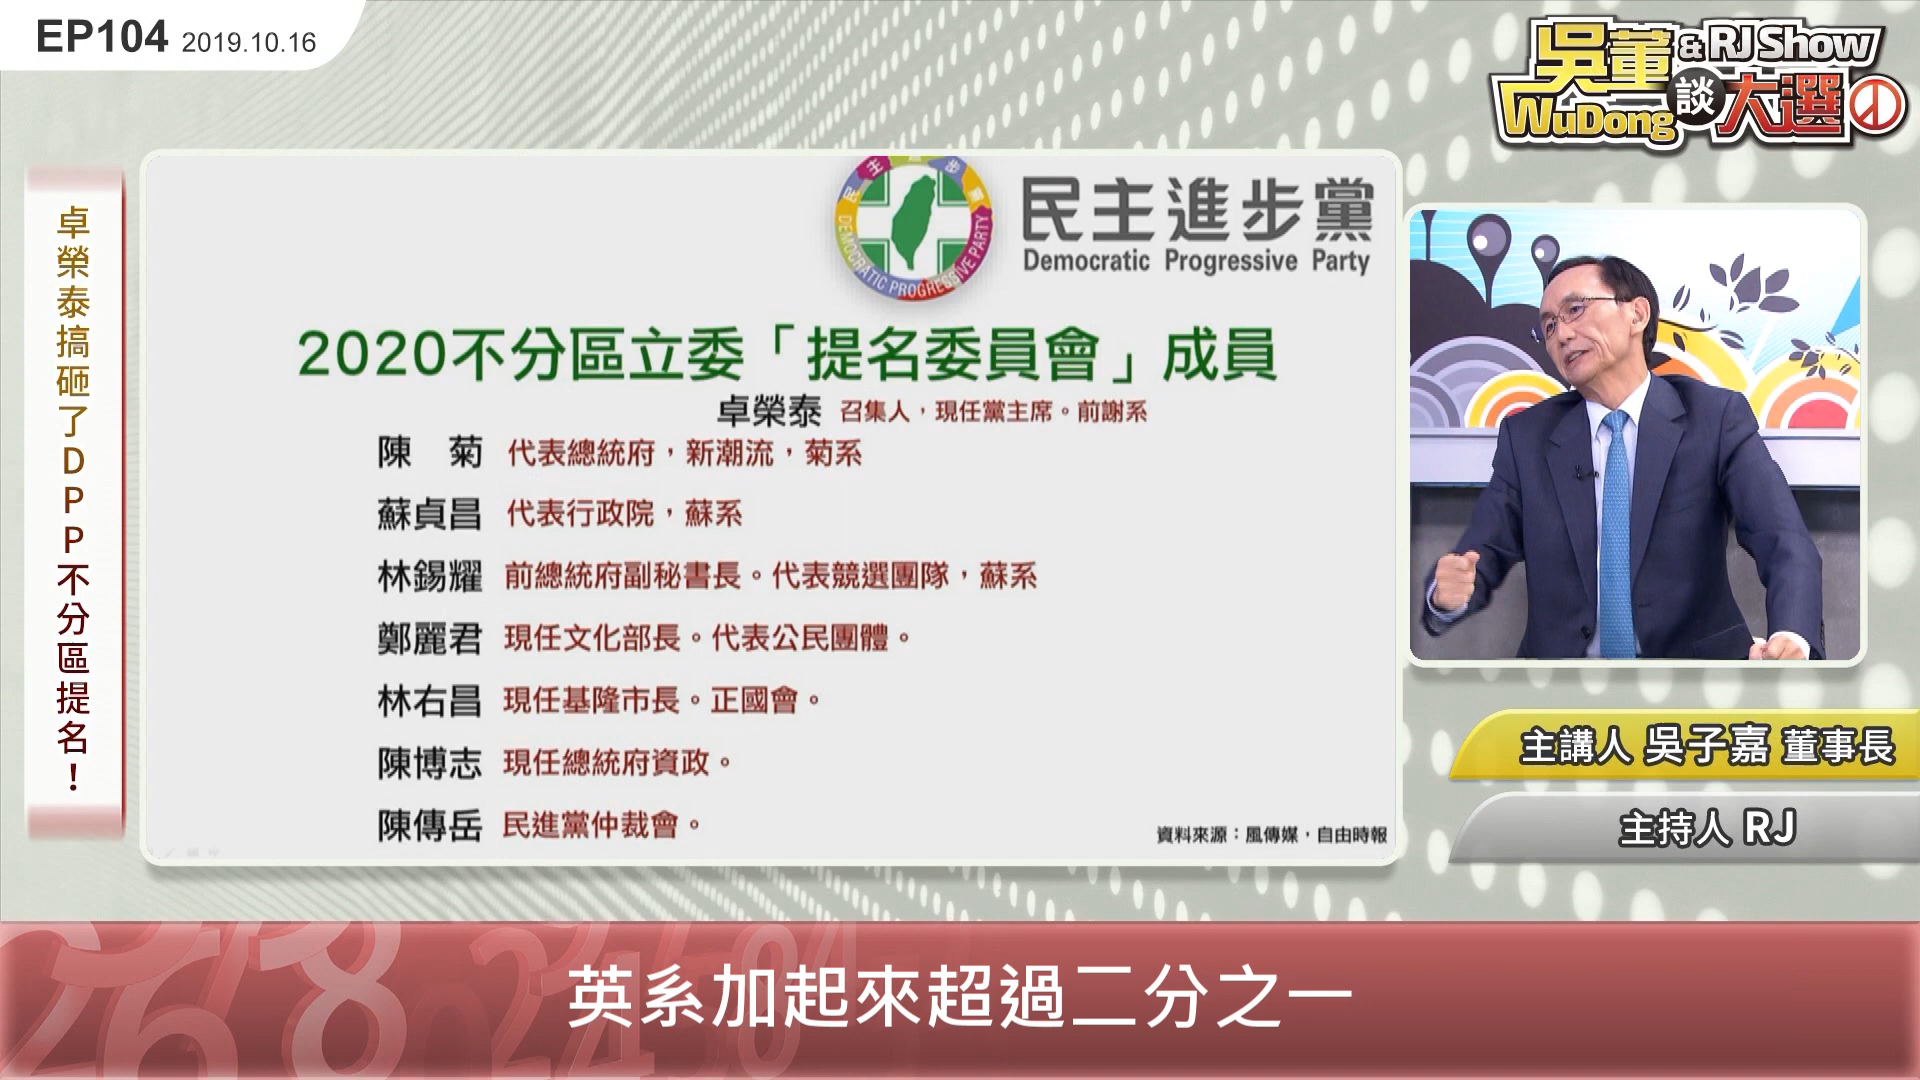 EP104 2019.10.16
吳董 & RJ Show
WuDong 談大選
卓榮泰搞砸了DPP不分區提名！
民主進步黨
DEMOCRATIC PROGRESSIVE PARTY
民主進步黨
Democratic Progressive Party
2020不分區立委「提名委員會」成員
卓榮泰 召集人，現任黨主席。前謝系
陳　菊 代表總統府，新潮流，菊系
蘇貞昌 代表行政院，蘇系
林錫耀 前總統府副秘書長。代表競選團隊，蘇系
鄭麗君 現任文化部長。代表公民團體。
林右昌 現任基隆市長。正國會。
陳博志 現任總統府資政。
陳傳岳 民進黨仲裁會。
資料來源：風傳媒，自由時報
主講人 吳子嘉 董事長
主持人 RJ
英系加起來超過二分之一